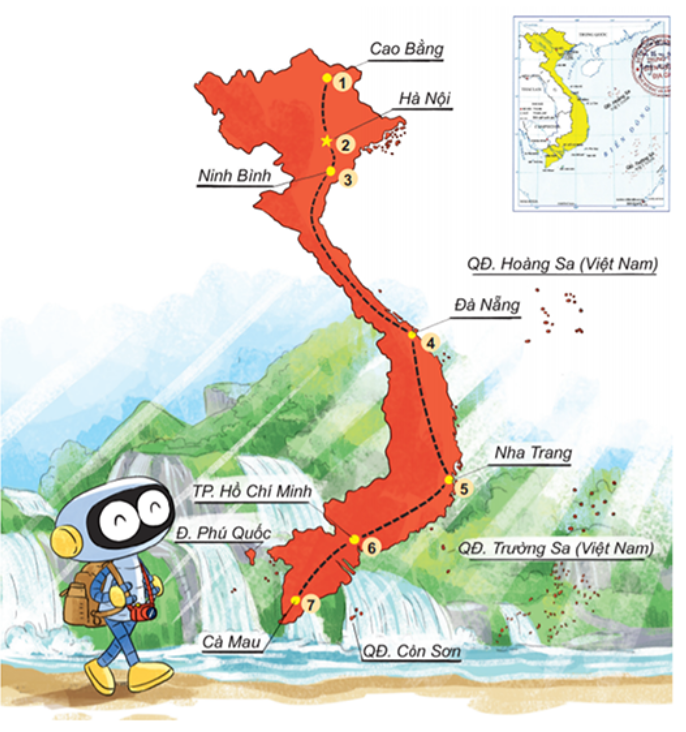 Cao Bằng
1
Hà Nội
2
Ninh Bình
3
QĐ. Hoàng Sa (Việt Nam)
Đà Nẵng
4
Nha Trang
5
TP. Hồ Chí Minh
Đ. Phú Quốc
6
QĐ. Trường Sa (Việt Nam)
7
Cà Mau
QĐ. Côn Sơn
BIỂN ĐÔNG